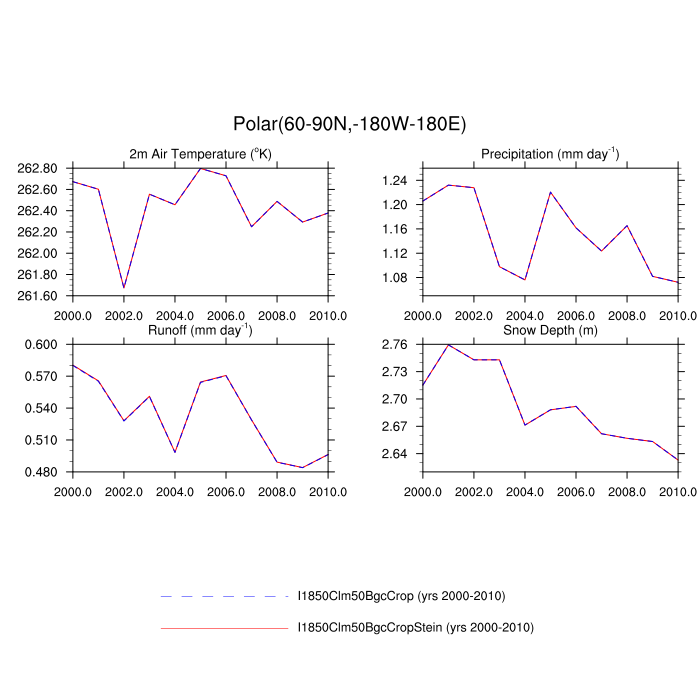 Polar(60-90N,-180W-180E)
2m Air Temperature (°K)
262.80
262.60
262.40
262.20
262.00
261.80
261.60
2000.0 2002.0 2004.0 2006.0 2008.0 2010.0
Precipitation (mm day⁻¹)
1.24
1.20
1.16
1.12
1.08
2000.0 2002.0 2004.0 2006.0 2008.0 2010.0
Runoff (mm day⁻¹)
0.600
0.570
0.540
0.510
0.480
2000.0 2002.0 2004.0 2006.0 2008.0 2010.0
Snow Depth (m)
2.76
2.73
2.70
2.67
2.64
2000.0 2002.0 2004.0 2006.0 2008.0 2010.0
I1850Clm50BgcCrop (yrs 2000-2010)
I1850Clm50BgcCropStein (yrs 2000-2010)